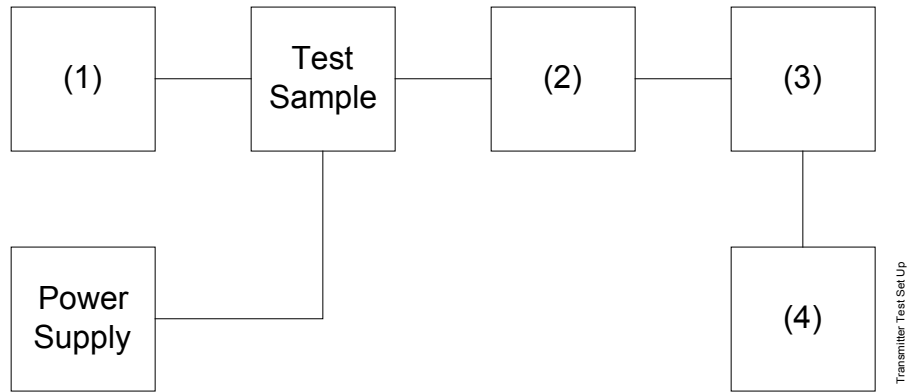 (1)
Test
Sample
(2)
(3)
Power
Supply
(4)
Transmitter Test Set Up